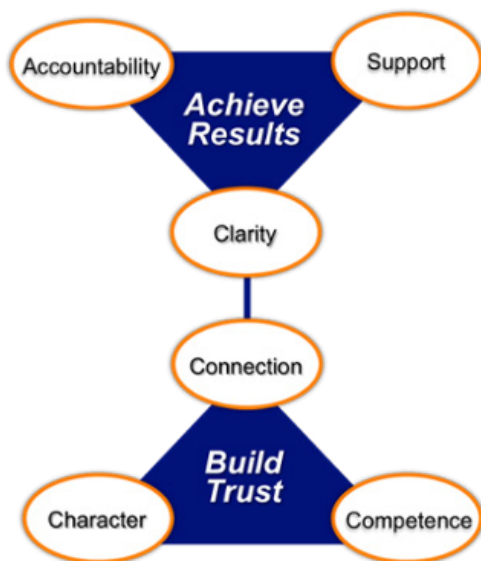 Accountability
Support
Achieve
Results
Clarity
Connection
Build
Trust
Character
Competence